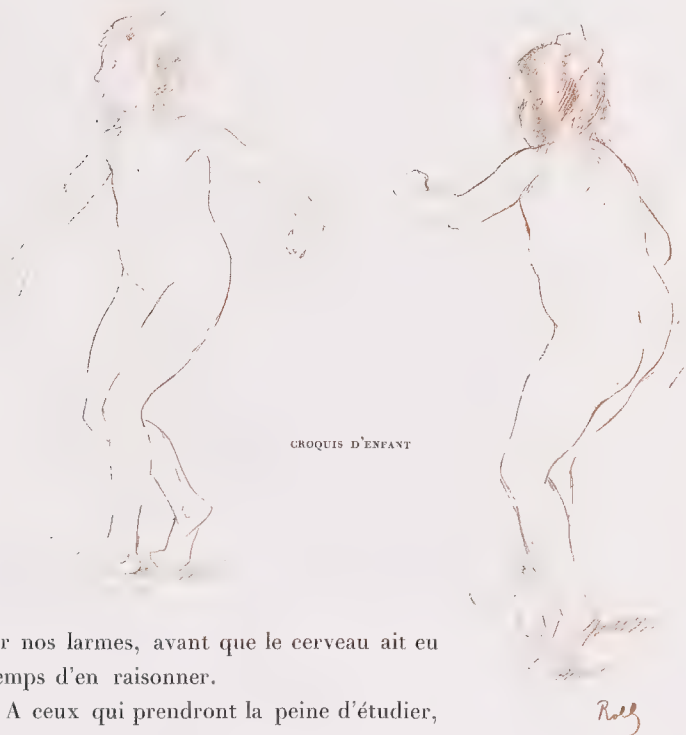 CROQUIS D'ENFANT
r nos larmes, avant que le cerveau ait eu
emps d'en raisonner.
A ceux qui prendront la peine d'étudier,
Roll